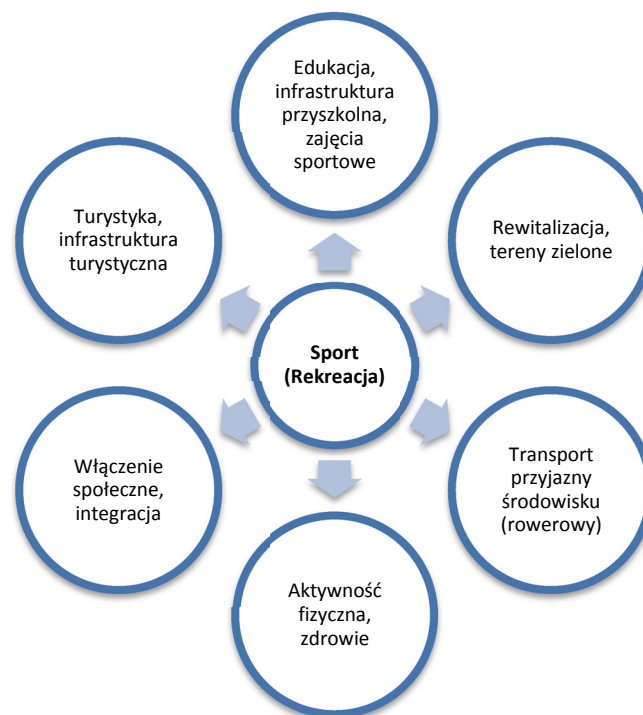 Edukacja,
infrastruktura
przyszkolna,
zajęcia
sportowe
Turystyka,
infrastruktura
turystyczna
Rewitalizacja,
tereny zielone
Sport
(Rekreacja)
Włączenie
społeczne,
integracja
Transport
przyjazny
środowisku
(rowerowy)
Aktywność
fizyczna,
zdrowie